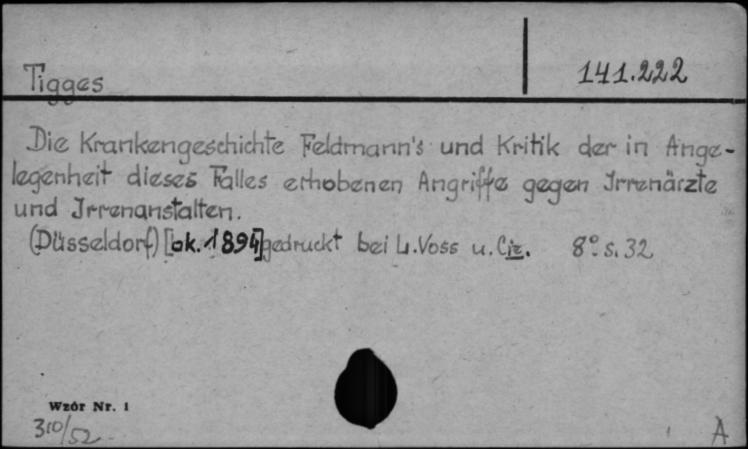 Tigges
141.222
Die Krankengeschichte Feldmann's und Kritik der in Ange-
legenheit dieses Falles erhobenen Angriffe gegen Irrenärzte
und Irrenanstalten.
(Düsseldorf) [ok. 1894] gedruckt bei L. Voss u. Cie. 8° s. 32
Wzór Nr. 1
310/52
A